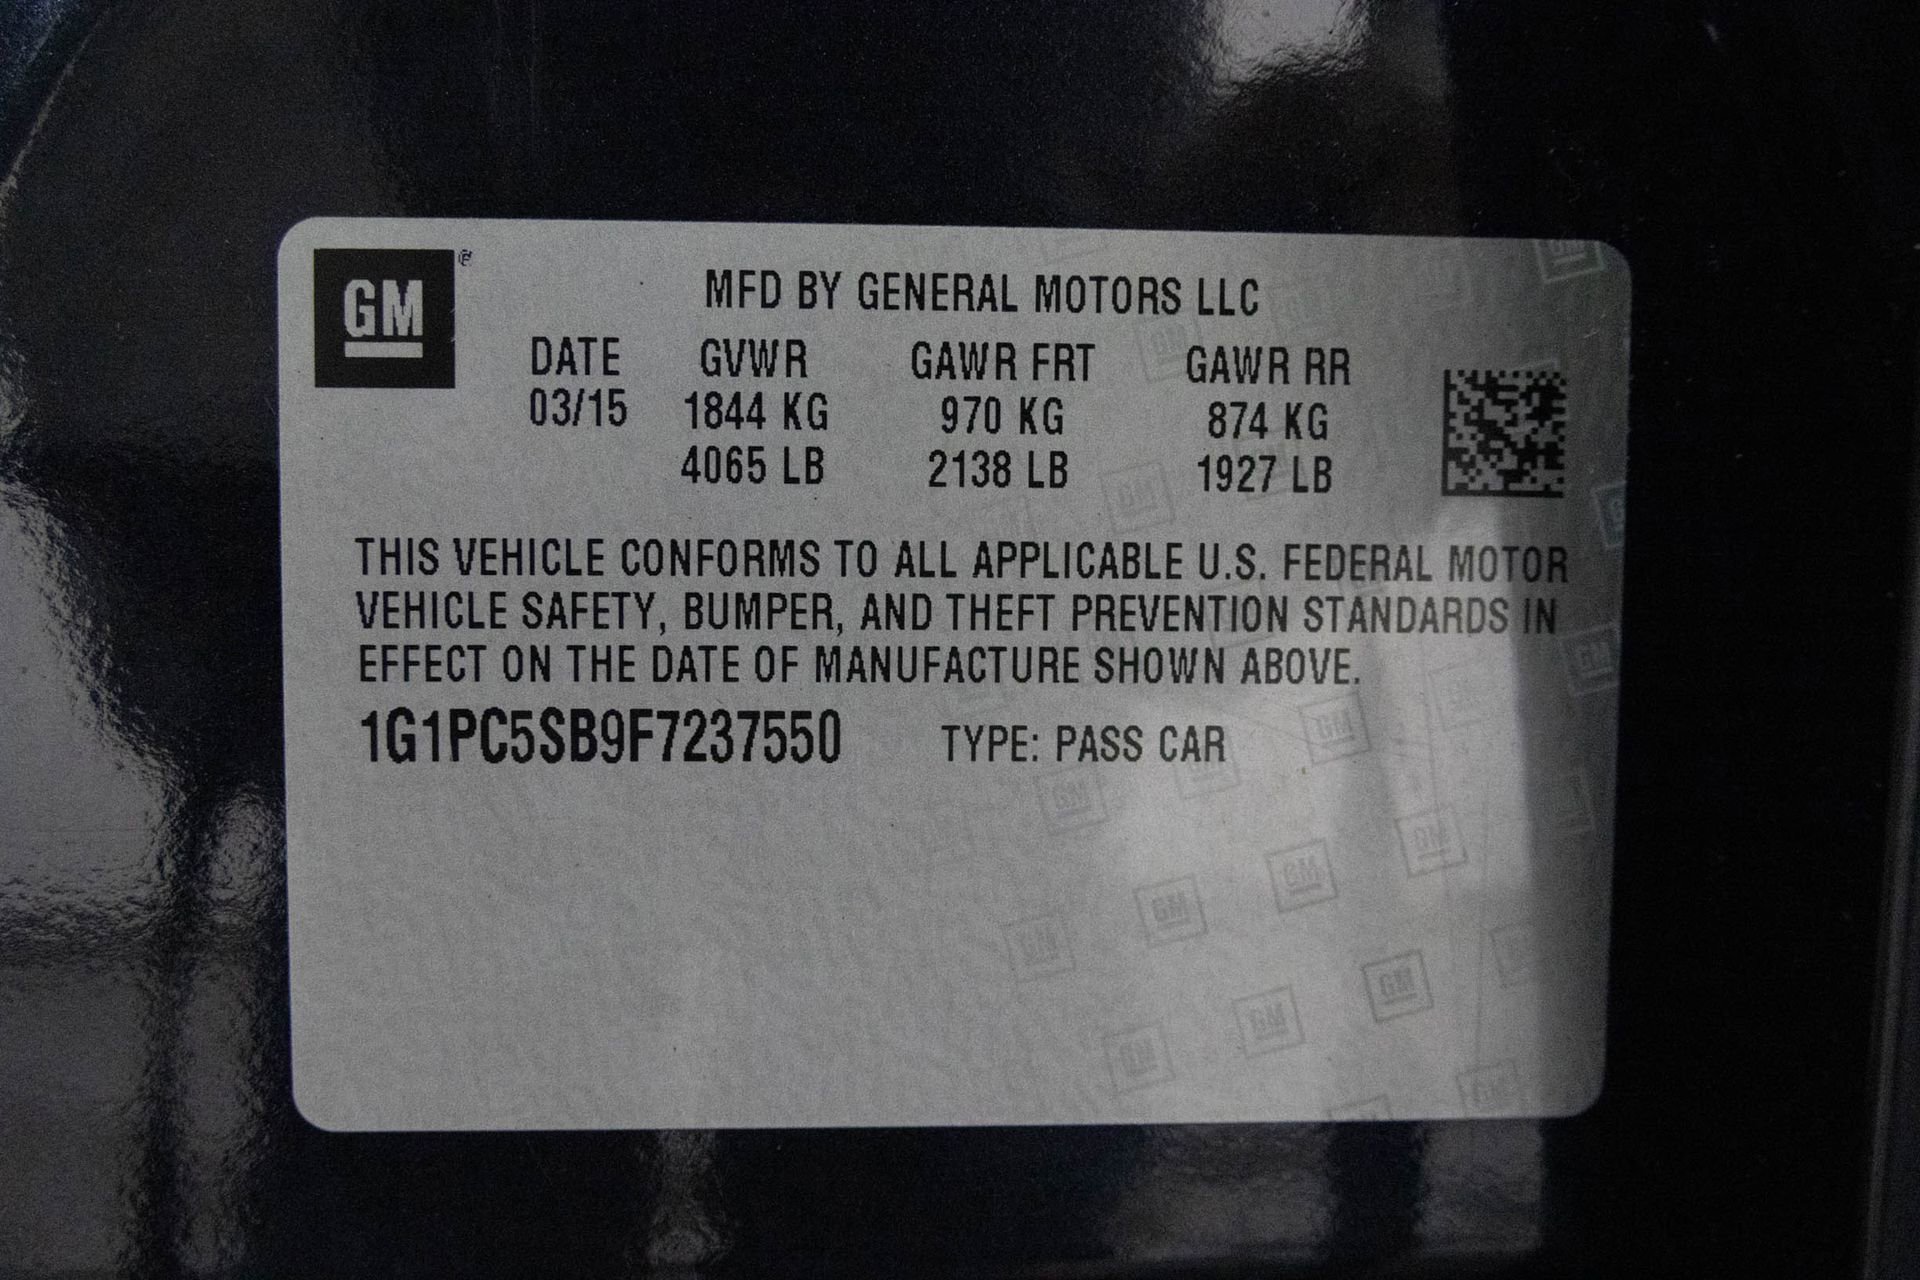 GM
MFD BY GENERAL MOTORS LLC
DATE GVWR GAWR FRT GAWR RR
03/15 1844 KG 970 KG 874 KG
4065 LB 2138 LB 1927 LB
THIS VEHICLE CONFORMS TO ALL APPLICABLE U.S. FEDERAL MOTOR
VEHICLE SAFETY, BUMPER, AND THEFT PREVENTION STANDARDS IN
EFFECT ON THE DATE OF MANUFACTURE SHOWN ABOVE.
1G1PC5SB9F7237550 TYPE: PASS CAR